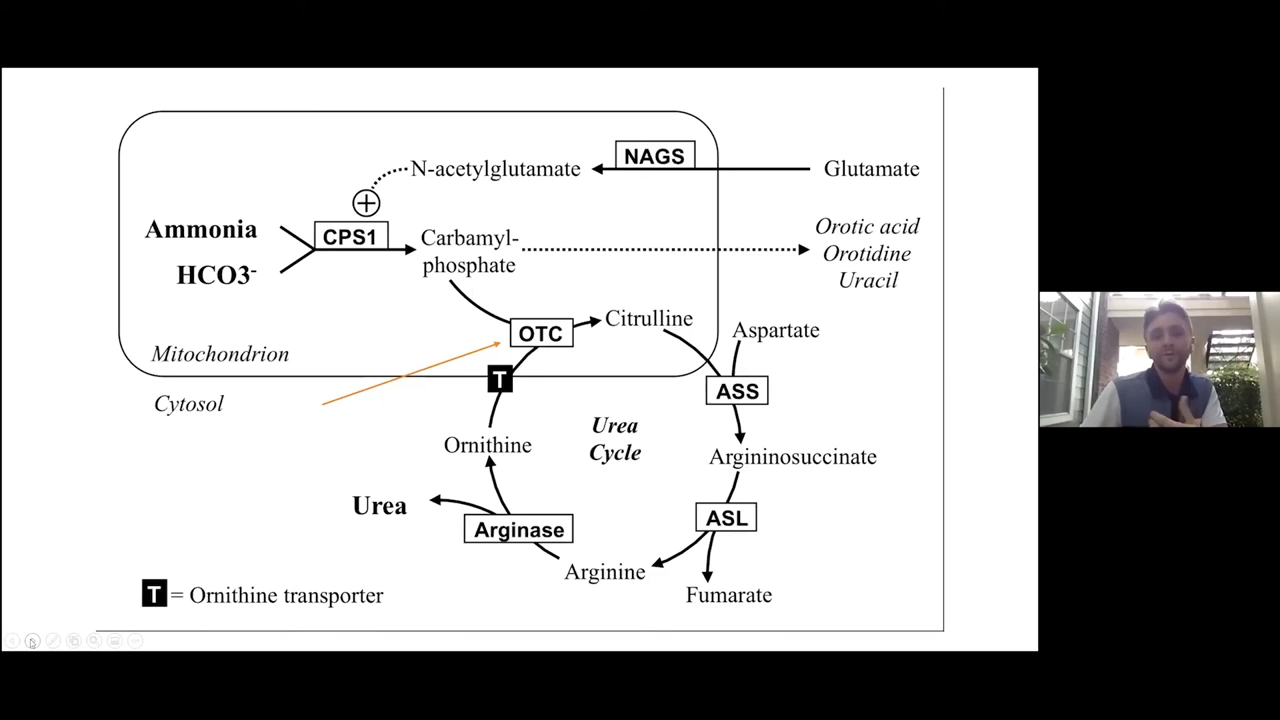 NAGS
N-acetylglutamate
Glutamate
+
Ammonia
CPS1
HCO3-
Carbamyl-
phosphate
Orotic acid
Orotidine
Uracil
OTC
Citrulline
Aspartate
Mitochondrion
T
ASS
Cytosol
Urea
Cycle
Ornithine
Argininosuccinate
Urea
Arginase
ASL
Arginine
Fumarate
T = Ornithine transporter